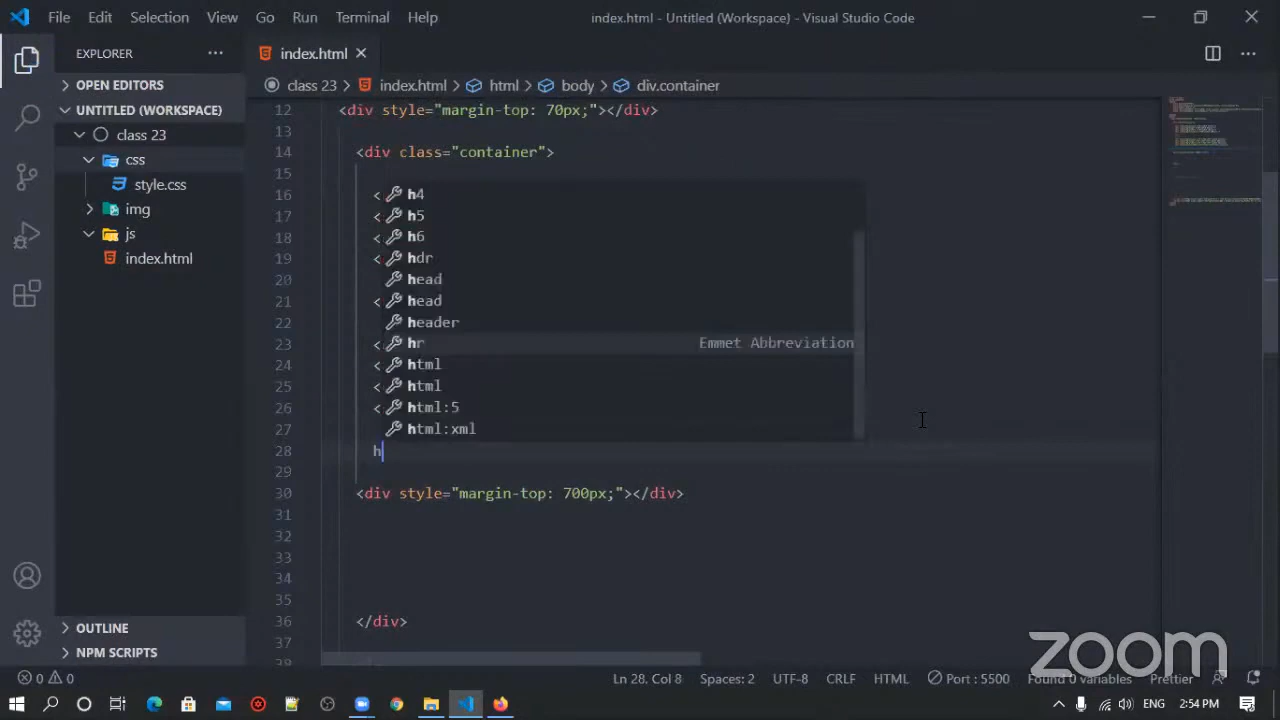 File Edit Selection View Go Run Terminal Help index.html - Untitled (Workspace) - Visual Studio Code
EXPLORER
index.html
OPEN EDITORS
class 23 > index.html > html > body > div.container
UNTITLED (WORKSPACE)
class 23
css
style.css
img
js
index.html
OUTLINE
NPM SCRIPTS
12 <div style="margin-top: 70px;"></div>
13
14 <div class="container">
15
16 < h4
17 < h5
18 < h6
19 < hdr
20 head
21 < head
22 header
23 < hr Emmet Abbreviation
24 < html
25 < html
26 < html:5
27 html:xml
28 h
29
30 <div style="margin-top: 700px;"></div>
31
32
33
34
35
36 </div>
37
38
zoom
0 0 Ln 28, Col 8 Spaces: 2 UTF-8 CRLF HTML Port : 5500 Found 0 variables Prettier
ENG 2:54 PM